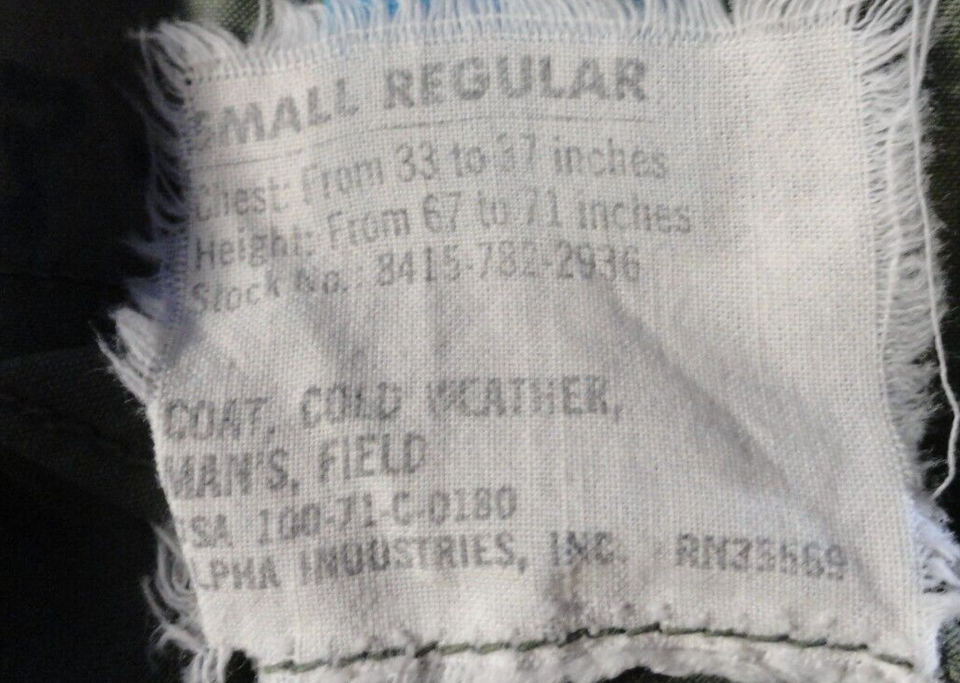 SMALL REGULAR
Chest: From 33 to 37 inches
Height: From 67 to 71 inches
Stock No.: 8415-782-2936
COAT, COLD WEATHER,
MAN'S, FIELD
DSA 100-71-C-0180
ALPHA INDUSTRIES, INC.